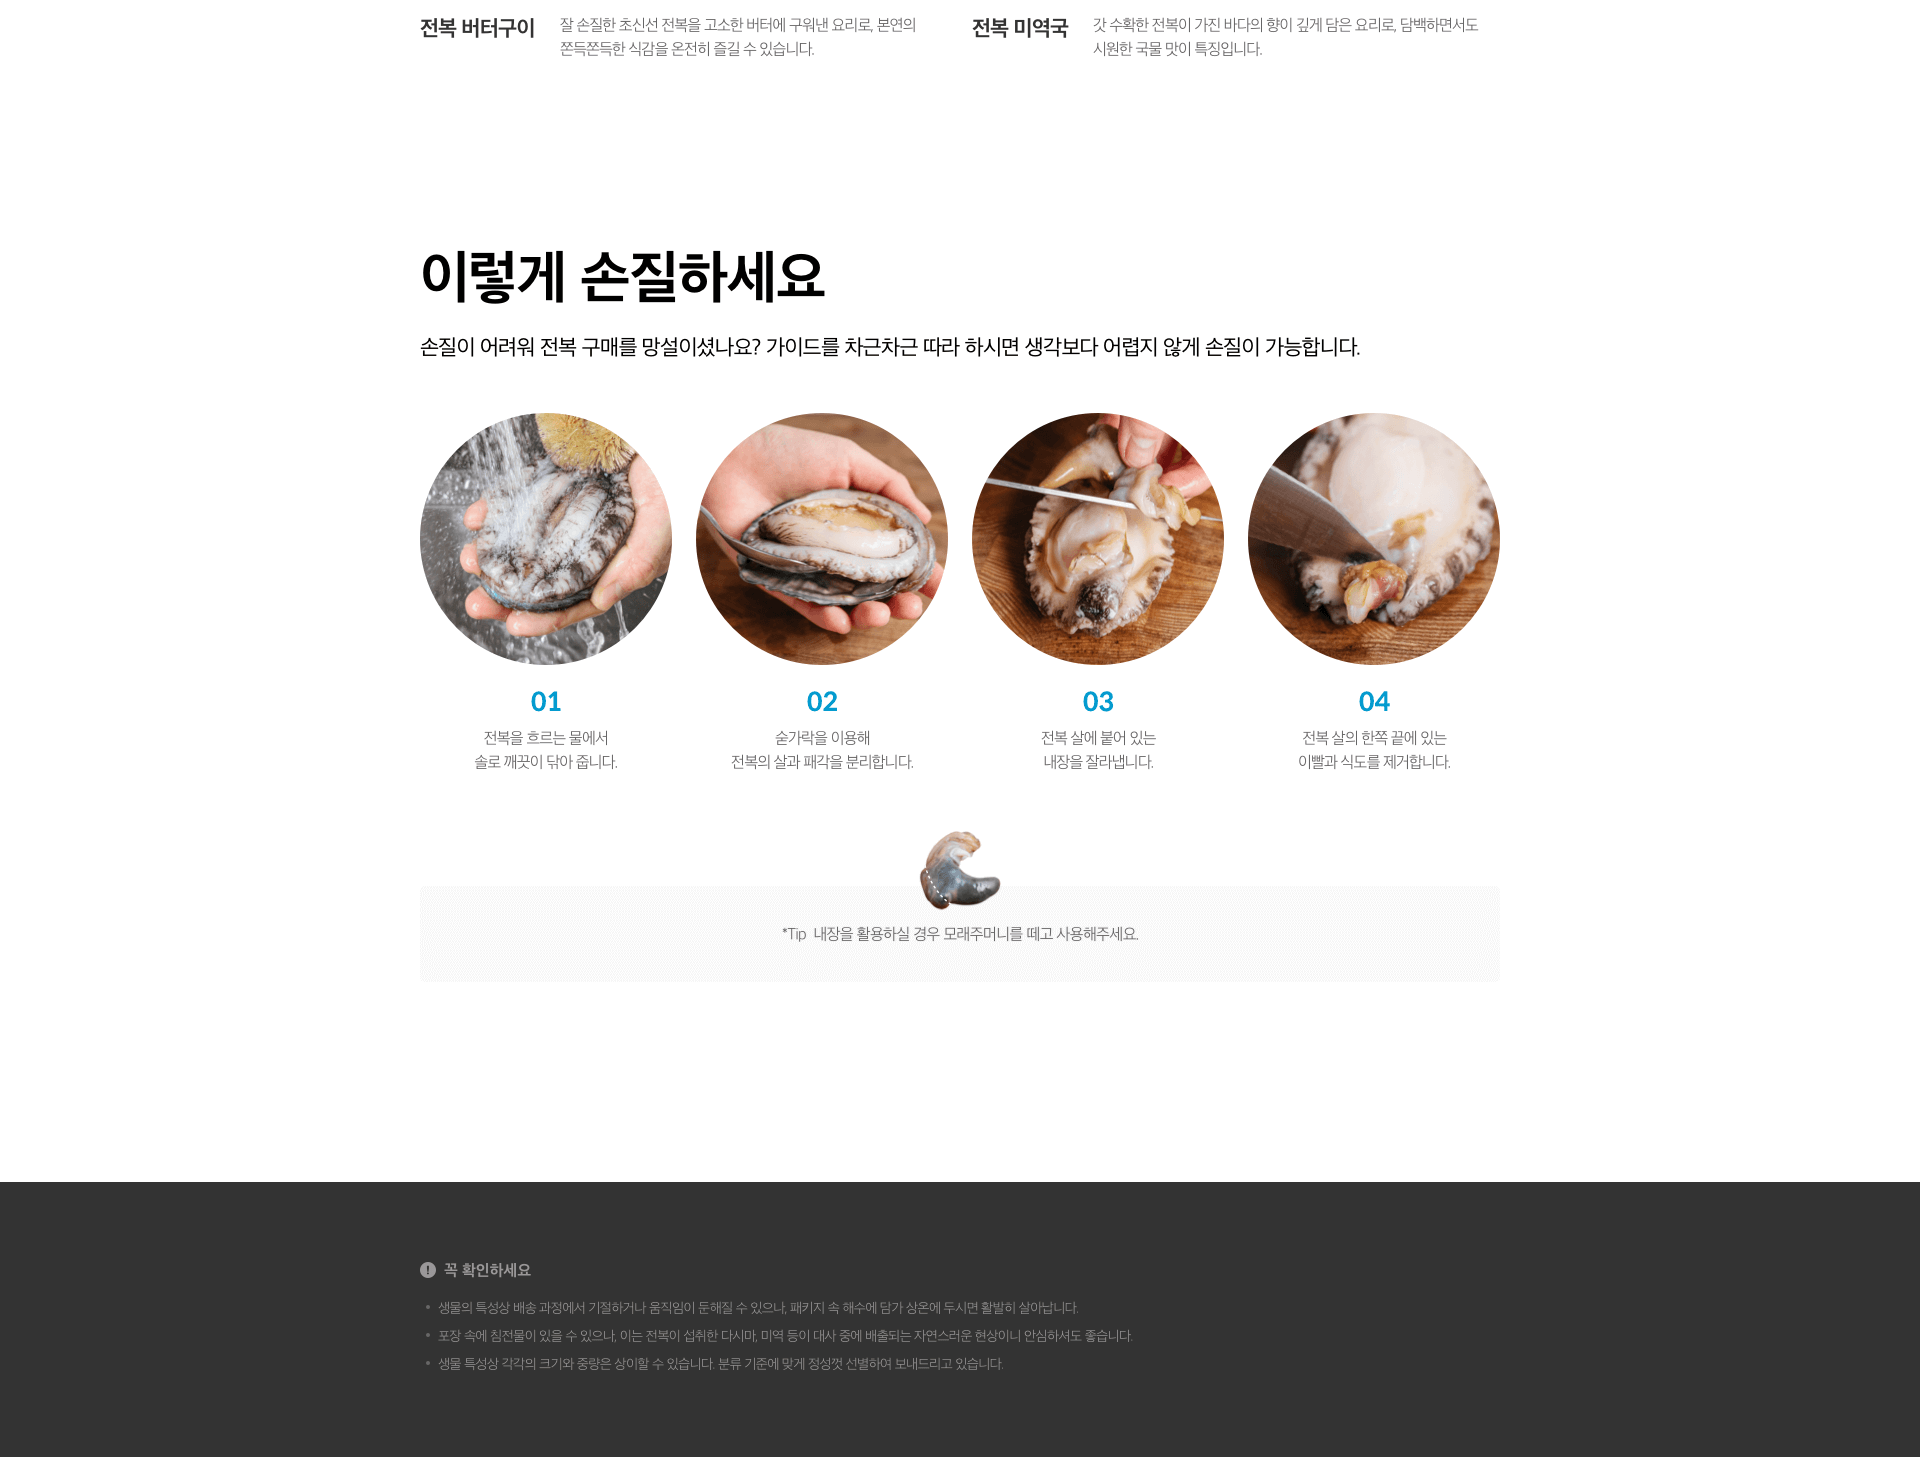 전복 버터구이
잘 손질한 초신선 전복을 고소한 버터에 구워낸 요리로, 본연의
쫀득쫀득한 식감을 온전히 즐길 수 있습니다.
전복 미역국
갓 수확한 전복이 가진 바다의 향이 깊게 담은 요리로, 담백하면서도
시원한 국물 맛이 특징입니다.
이렇게 손질하세요
손질이 어려워 전복 구매를 망설이셨나요? 가이드를 차근차근 따라 하시면 생각보다 어렵지 않게 손질이 가능합니다.
01
전복을 흐르는 물에서
솔로 깨끗이 닦아 줍니다.
02
숟가락을 이용해
전복의 살과 패각을 분리합니다.
03
전복 살에 붙어 있는
내장을 잘라냅니다.
04
전복 살의 한쪽 끝에 있는
이빨과 식도를 제거합니다.
*Tip 내장을 활용하실 경우 모래주머니를 떼고 사용해주세요.
꼭 확인하세요
• 생물의 특성상 배송 과정에서 기절하거나 움직임이 둔해질 수 있으나, 패키지 속 해수에 담가 상온에 두시면 활발히 살아납니다.
• 포장 속에 침전물이 있을 수 있으나, 이는 전복이 섭취한 다시마, 미역 등이 대사 중에 배출되는 자연스러운 현상이니 안심하셔도 좋습니다.
• 생물 특성상 각각의 크기와 중량은 상이할 수 있습니다. 분류 기준에 맞게 정성껏 선별하여 보내드리고 있습니다.